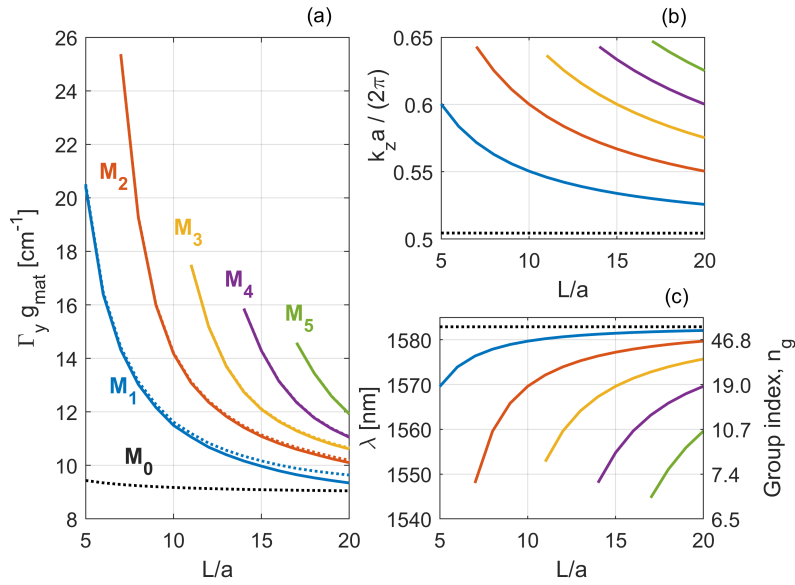 (a)
26
24
22
20
18
16
14
12
10
8
5
10
15
20
L/a
Γy gmat [cm-1]
M2
M3
M4
M5
M1
M0
(b)
0.65
0.6
0.55
0.5
5
10
15
20
L/a
kz a / (2π)
(c)
1580
1570
1560
1550
1540
46.8
19.0
10.7
7.4
6.5
5
10
15
20
L/a
λ [nm]
Group index, ng